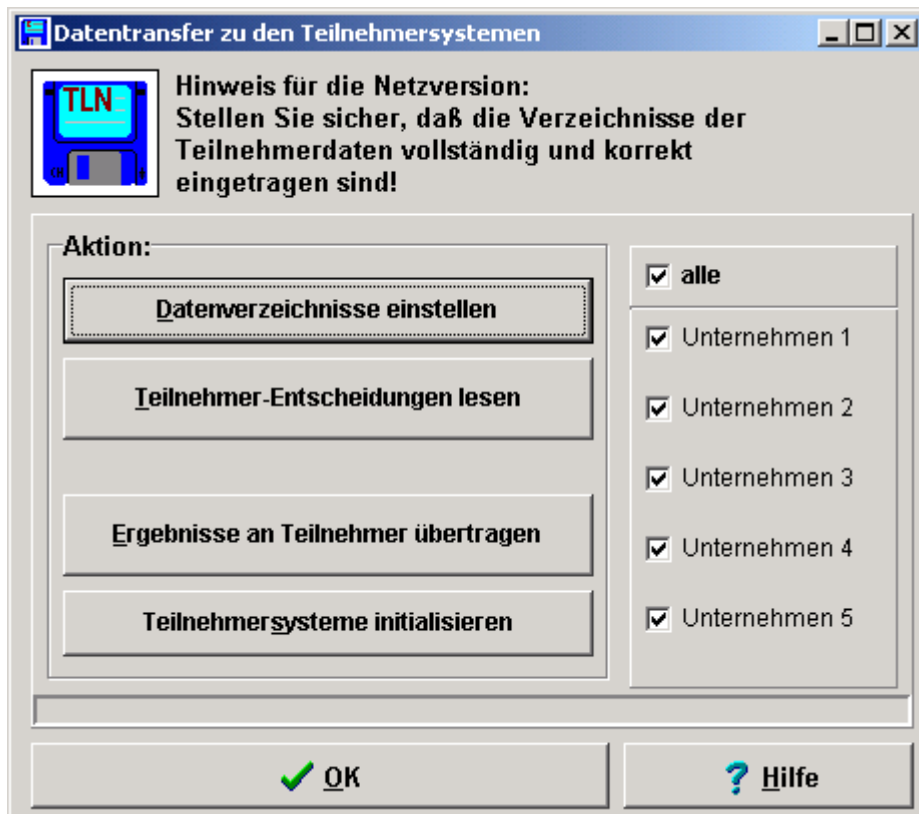 Datentransfer zu den Teilnehmersystemen
TLN
Hinweis für die Netzversion:
Stellen Sie sicher, daß die Verzeichnisse der
Teilnehmerdaten vollständig und korrekt
eingetragen sind!
Aktion:
Datenverzeichnisse einstellen
Teilnehmer-Entscheidungen lesen
Ergebnisse an Teilnehmer übertragen
Teilnehmersysteme initialisieren
alle
Unternehmen 1
Unternehmen 2
Unternehmen 3
Unternehmen 4
Unternehmen 5
OK
? Hilfe